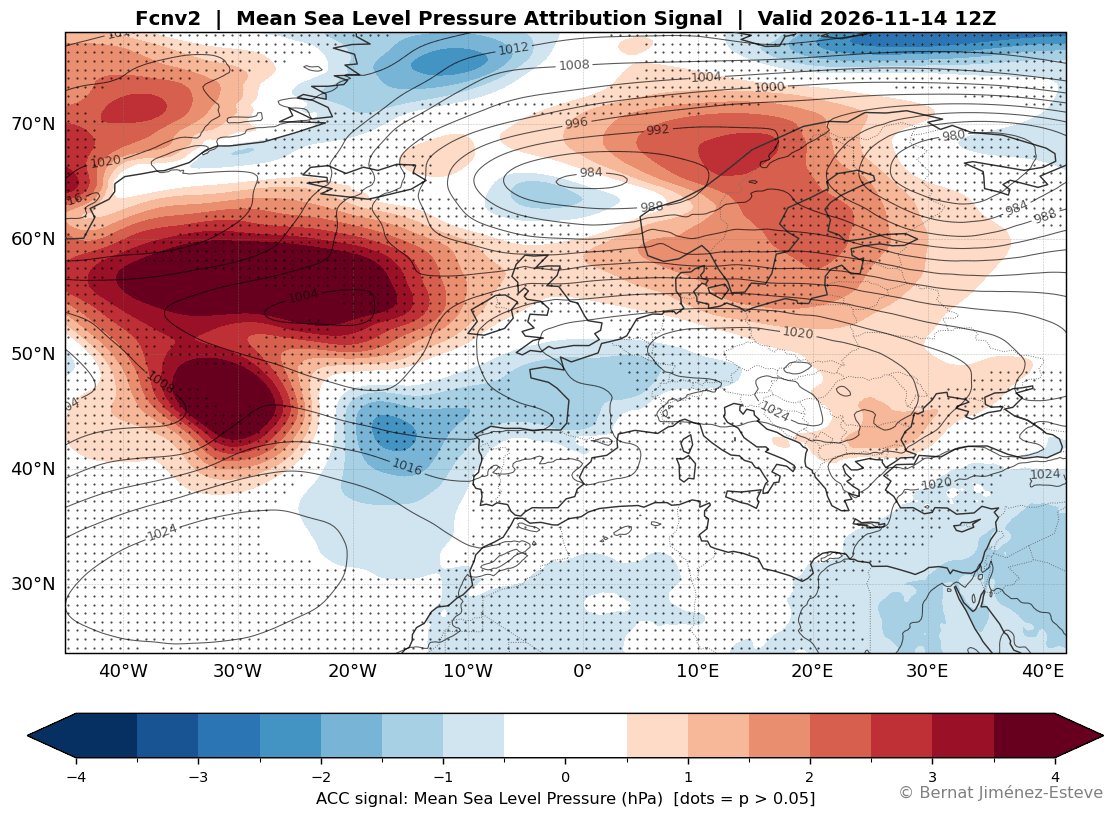 Fcnv2 | Mean Sea Level Pressure Attribution Signal | Valid 2026-11-14 12Z
1012
1008
1004
1000
996
992
980
70°N
1020
984
984
988
988
60°N
1004
1020
50°N
1008
1024
40°N
1016
1020
1024
1024
30°N
40°W 30°W 20°W 10°W 0° 10°E 20°E 30°E 40°E
−4 −3 −2 −1 0 1 2 3 4
ACC signal: Mean Sea Level Pressure (hPa) [dots = p > 0.05]
© Bernat Jiménez-Esteve